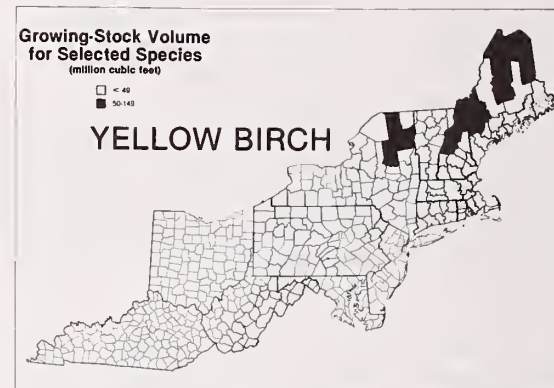 Growing-Stock Volume
for Selected Species
(million cubic feet)
< 49
50-149
YELLOW BIRCH